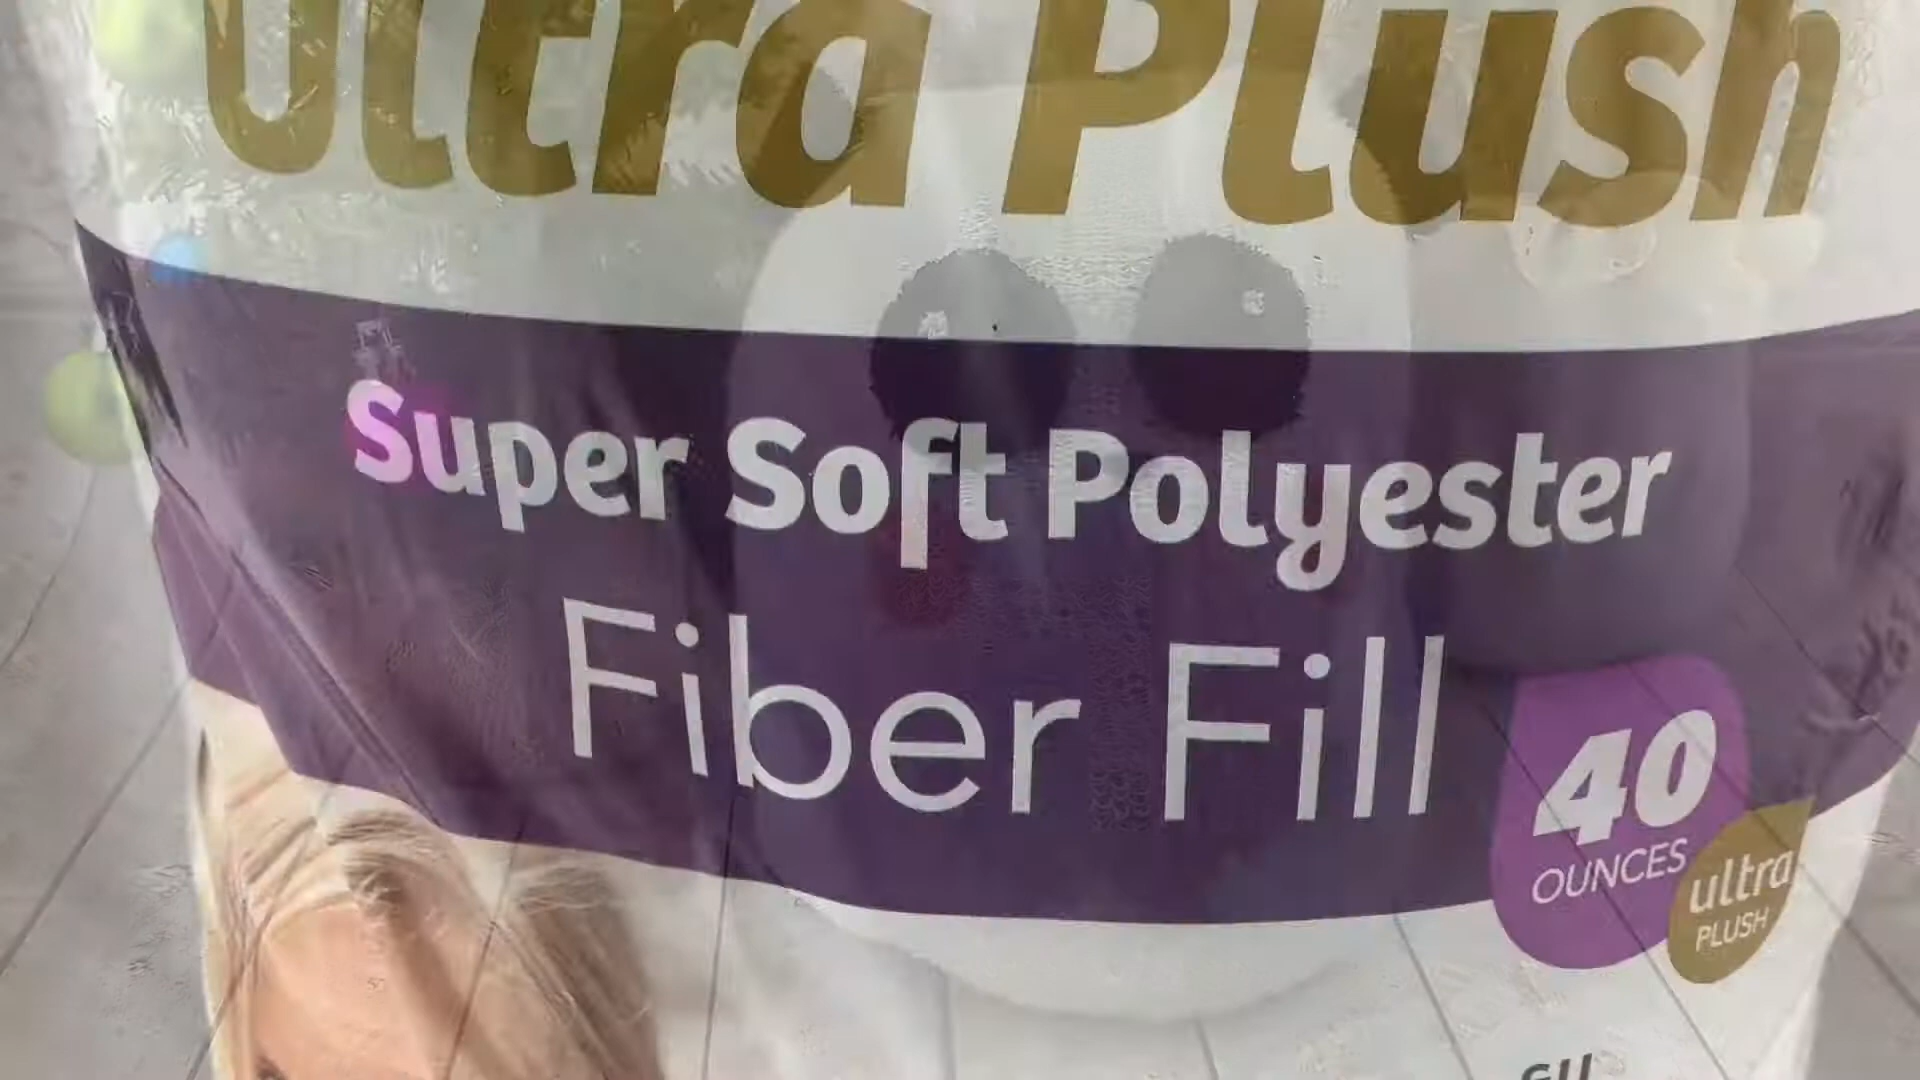 Ultra Plush
Super Soft Polyester
Fiber Fill
40
OUNCES
ultra
PLUSH